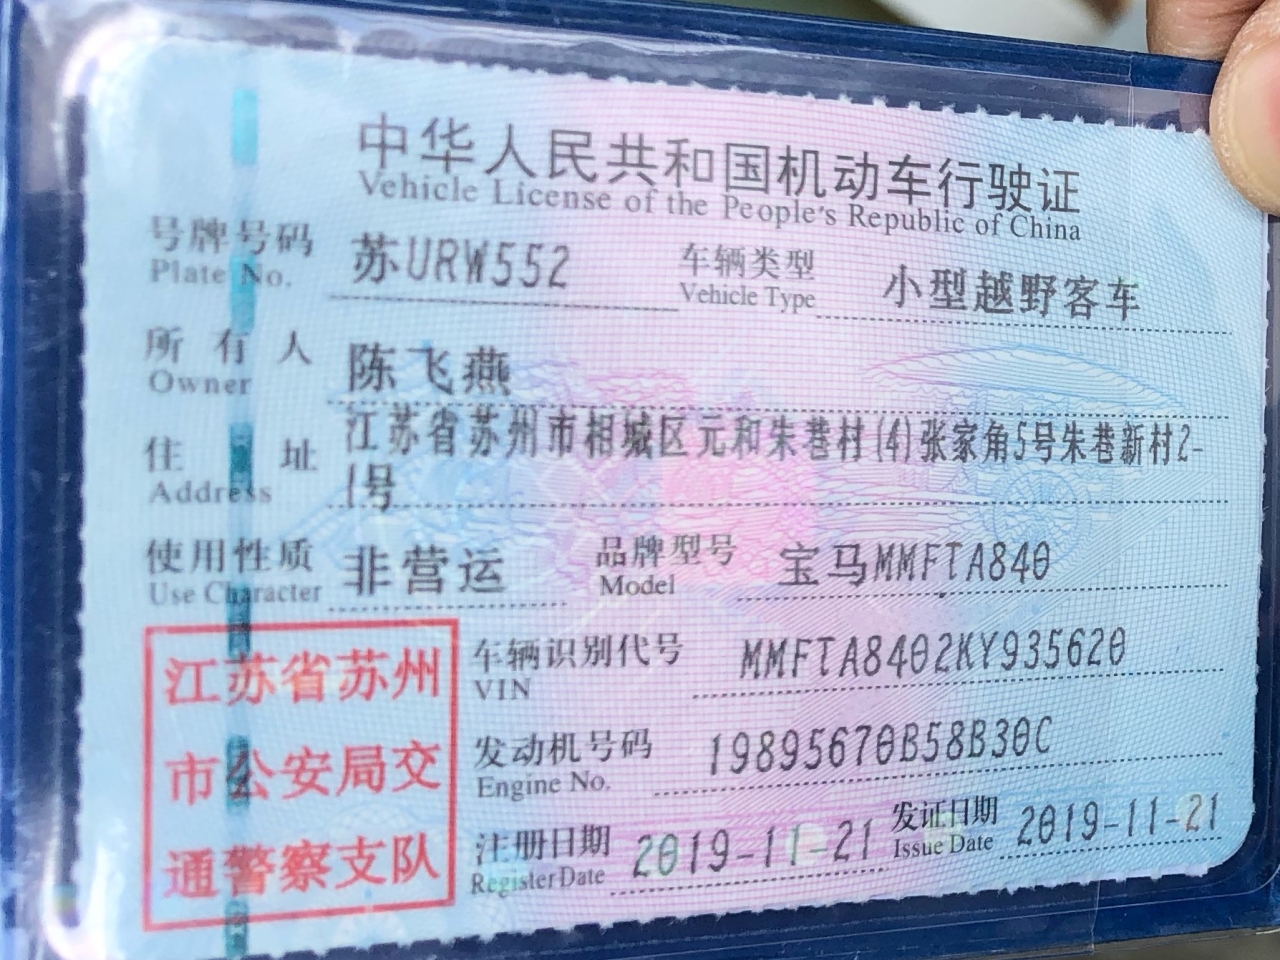 中华人民共和国机动车行驶证
Vehicle License of the People's Republic of China
号牌号码 苏URW552 车辆类型 小型越野客车
Plate No. Vehicle Type
所有人 陈飞燕
Owner
住址 江苏省苏州市相城区元和朱巷村(4)张家角5号朱巷新村2-
Address 1号
使用性质 非营运 品牌型号 宝马MMFTA840
Use Character Model
江苏省苏州
市公安局交
通警察支队
车辆识别代号 MMFTA8402KY935620
VIN
发动机号码 19895670B58B30C
Engine No.
注册日期 2019-11-21 发证日期 2019-11-21
Register Date Issue Date